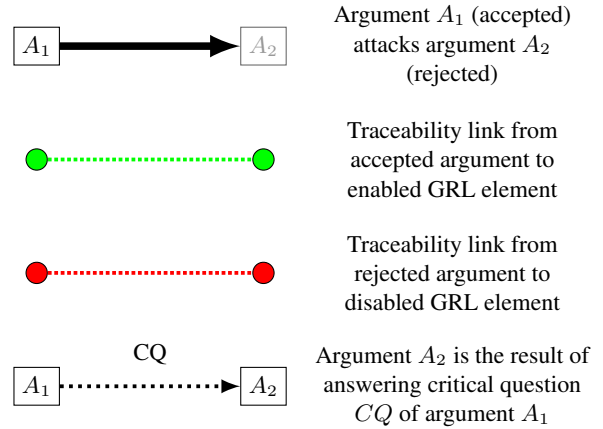 A₁ A₂ Argument A₁ (accepted)
attacks argument A₂
(rejected)
Traceability link from
accepted argument to
enabled GRL element
Traceability link from
rejected argument to
disabled GRL element
CQ
A₁ A₂ Argument A₂ is the result of
answering critical question
CQ of argument A₁